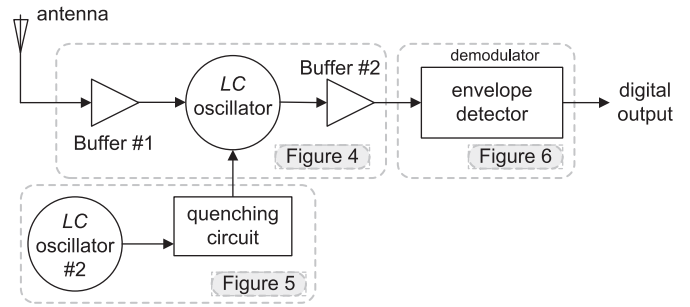 antenna
Buffer #1
LC
oscillator
Buffer #2
demodulator
envelope
detector
digital
output
Figure 4
Figure 6
LC
oscillator
#2
quenching
circuit
Figure 5